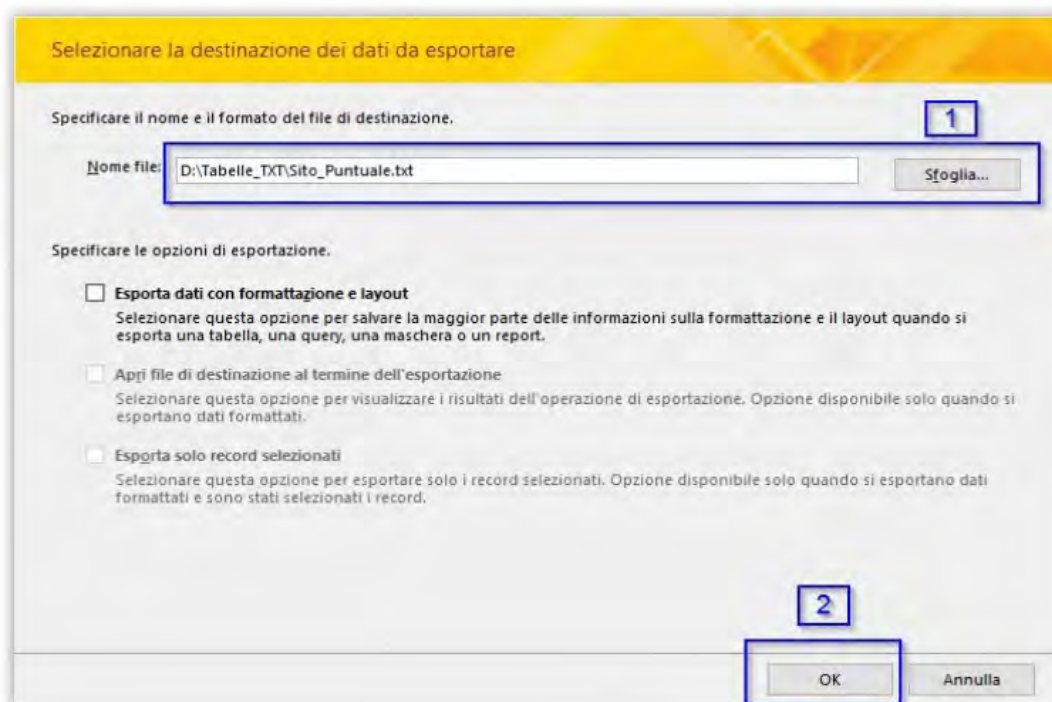 Selezionare la destinazione dei dati da esportare
Specificare il nome e il formato del file di destinazione.
1
Nome file: D:\Tabelle_TXT\Sito_Puntuale.txt Sfoglia...
Specificare le opzioni di esportazione.
Esporta dati con formattazione e layout
Selezionare questa opzione per salvare la maggior parte delle informazioni sulla formattazione e il layout quando si
esporta una tabella, una query, una maschera o un report.
Apri file di destinazione al termine dell'esportazione
Selezionare questa opzione per visualizzare i risultati dell'operazione di esportazione. Opzione disponibile solo quando si
esportano dati formattati.
Esporta solo record selezionati
Selezionare questa opzione per esportare solo i record selezionati. Opzione disponibile solo quando si esportano dati
formattati e sono stati selezionati i record.
2
OK Annulla